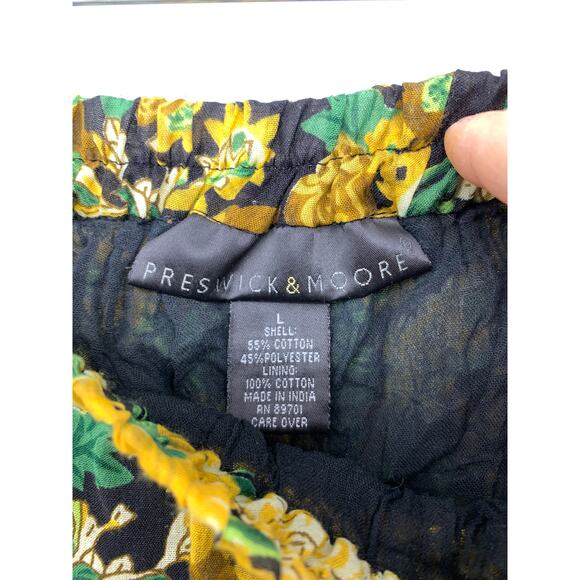 PRESWICK & MOORE®
L
SHELL:
55% COTTON
45%POLYESTER
LINING:
100% COTTON
MADE IN INDIA
RN 89701
CARE OVER